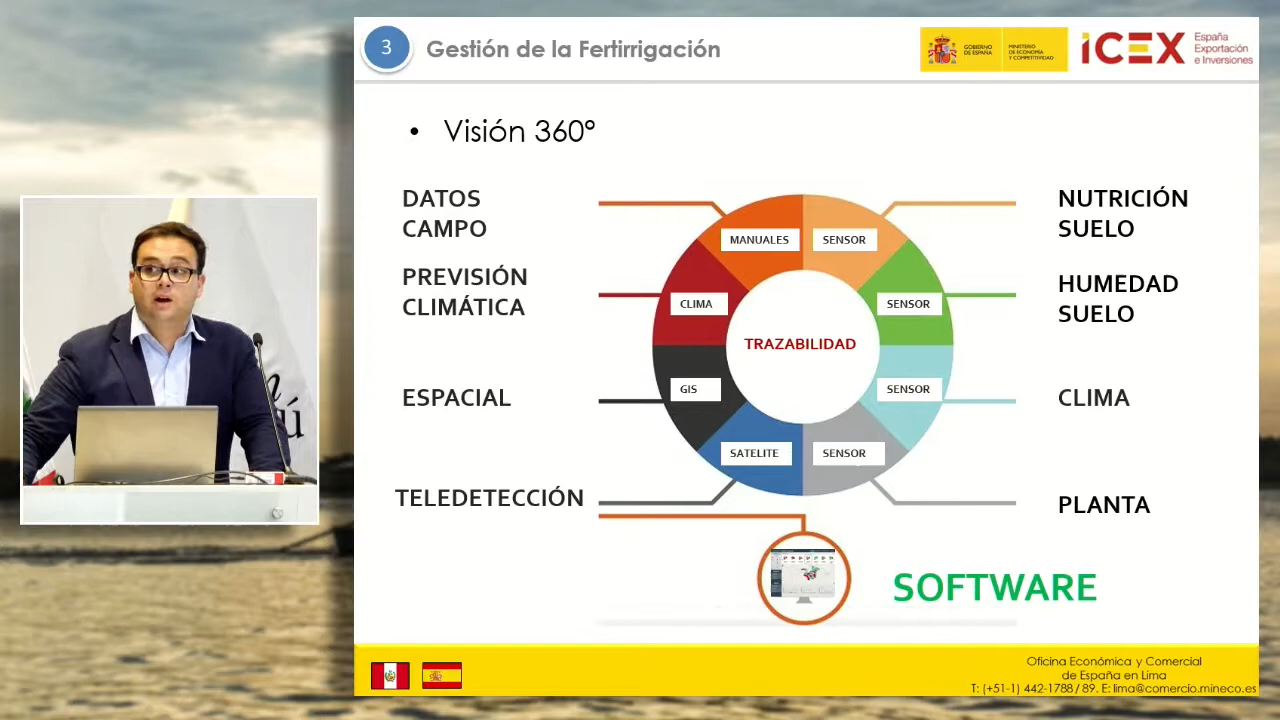 3
Gestión de la Fertirrigación
GOBIERNO
DE ESPAÑA
MINISTERIO
DE ECONOMÍA
Y COMPETITIVIDAD
ICEX
España
Exportación
e Inversiones
• Visión 360º
DATOS
CAMPO
PREVISIÓN
CLIMÁTICA
ESPACIAL
TELEDETECCIÓN
MANUALES
SENSOR
CLIMA
SENSOR
TRAZABILIDAD
GIS
SENSOR
SATELITE
SENSOR
NUTRICIÓN
SUELO
HUMEDAD
SUELO
CLIMA
PLANTA
SOFTWARE
Oficina Económica y Comercial
de España en Lima
T: (+51-1) 442-1788 / 89. E: lima@comercio.mineco.es